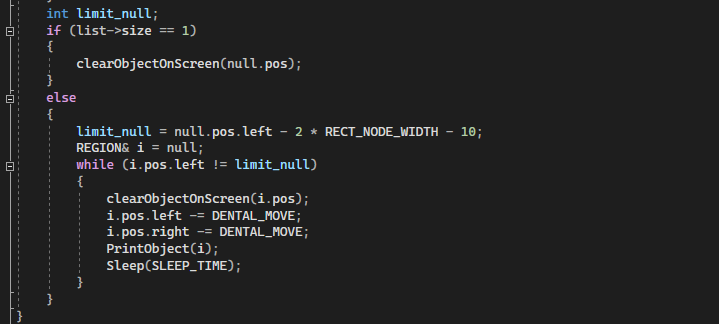 int limit_null;
if (list->size == 1)
{
clearObjectOnScreen(null.pos);
}
else
{
limit_null = null.pos.left - 2 * RECT_NODE_WIDTH - 10;
REGION& i = null;
while (i.pos.left != limit_null)
{
clearObjectOnScreen(i.pos);
i.pos.left -= DENTAL_MOVE;
i.pos.right -= DENTAL_MOVE;
PrintObject(i);
Sleep(SLEEP_TIME);
}
}
}